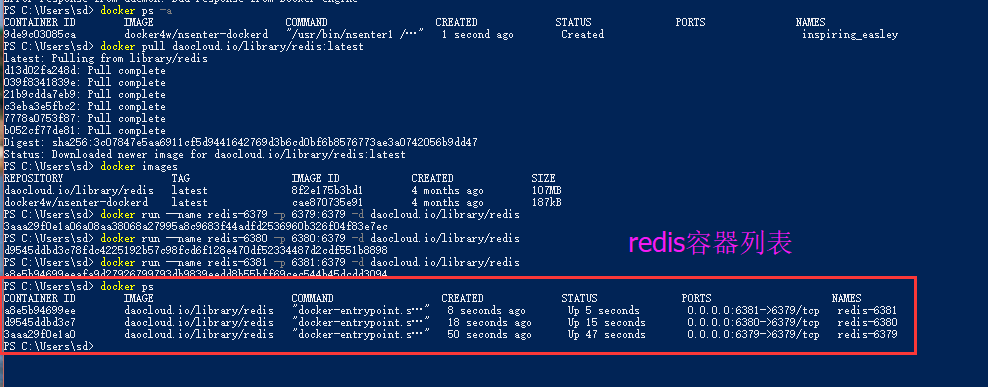 Error response from daemon: Bad response from Docker engine
PS C:\Users\sd> docker ps -a
CONTAINER ID IMAGE COMMAND CREATED STATUS PORTS NAMES
9de9c03085ca docker4w/nsenter-dockerd "/usr/bin/nsenter1 /…" 1 second ago Created inspiring_easley
PS C:\Users\sd> docker pull daocloud.io/library/redis:latest
latest: Pulling from library/redis
d13d02fa248d: Pull complete
039f8341839e: Pull complete
21b9cdda7eb9: Pull complete
c3eba3e5fbc2: Pull complete
7778a0753f87: Pull complete
b052cf77de81: Pull complete
Digest: sha256:3c07847e5aa6911cf5d9441642769d3b6cd0bf6b8576773ae3a0742056b9dd47
Status: Downloaded newer image for daocloud.io/library/redis:latest
PS C:\Users\sd> docker images
REPOSITORY TAG IMAGE ID CREATED SIZE
daocloud.io/library/redis latest 8f2e175b3bd1 4 months ago 107MB
docker4w/nsenter-dockerd latest cae870735e91 4 months ago 187kB
PS C:\Users\sd> docker run --name redis-6379 -p 6379:6379 -d daocloud.io/library/redis
3aaa29f0e1a06a08aa38068a27995a8c9683f44adfd2536960b326f04f83e7ec
PS C:\Users\sd> docker run --name redis-6380 -p 6380:6379 -d daocloud.io/library/redis
d9545ddbd3c78fdc4225192b57c98fcd6f128e470df52334487d2cdf551b8898
PS C:\Users\sd> docker run --name redis-6381 -p 6381:6379 -d daocloud.io/library/redis
a8e5b94699eeafa9d27926799793db9839eedd8b55bff69cec544b45dcdd3094
redis容器列表
PS C:\Users\sd> docker ps
CONTAINER ID IMAGE COMMAND CREATED STATUS PORTS NAMES
a8e5b94699ee daocloud.io/library/redis "docker-entrypoint.s…" 8 seconds ago Up 5 seconds 0.0.0.0:6381->6379/tcp redis-6381
d9545ddbd3c7 daocloud.io/library/redis "docker-entrypoint.s…" 18 seconds ago Up 15 seconds 0.0.0.0:6380->6379/tcp redis-6380
3aaa29f0e1a0 daocloud.io/library/redis "docker-entrypoint.s…" 50 seconds ago Up 47 seconds 0.0.0.0:6379->6379/tcp redis-6379
PS C:\Users\sd>